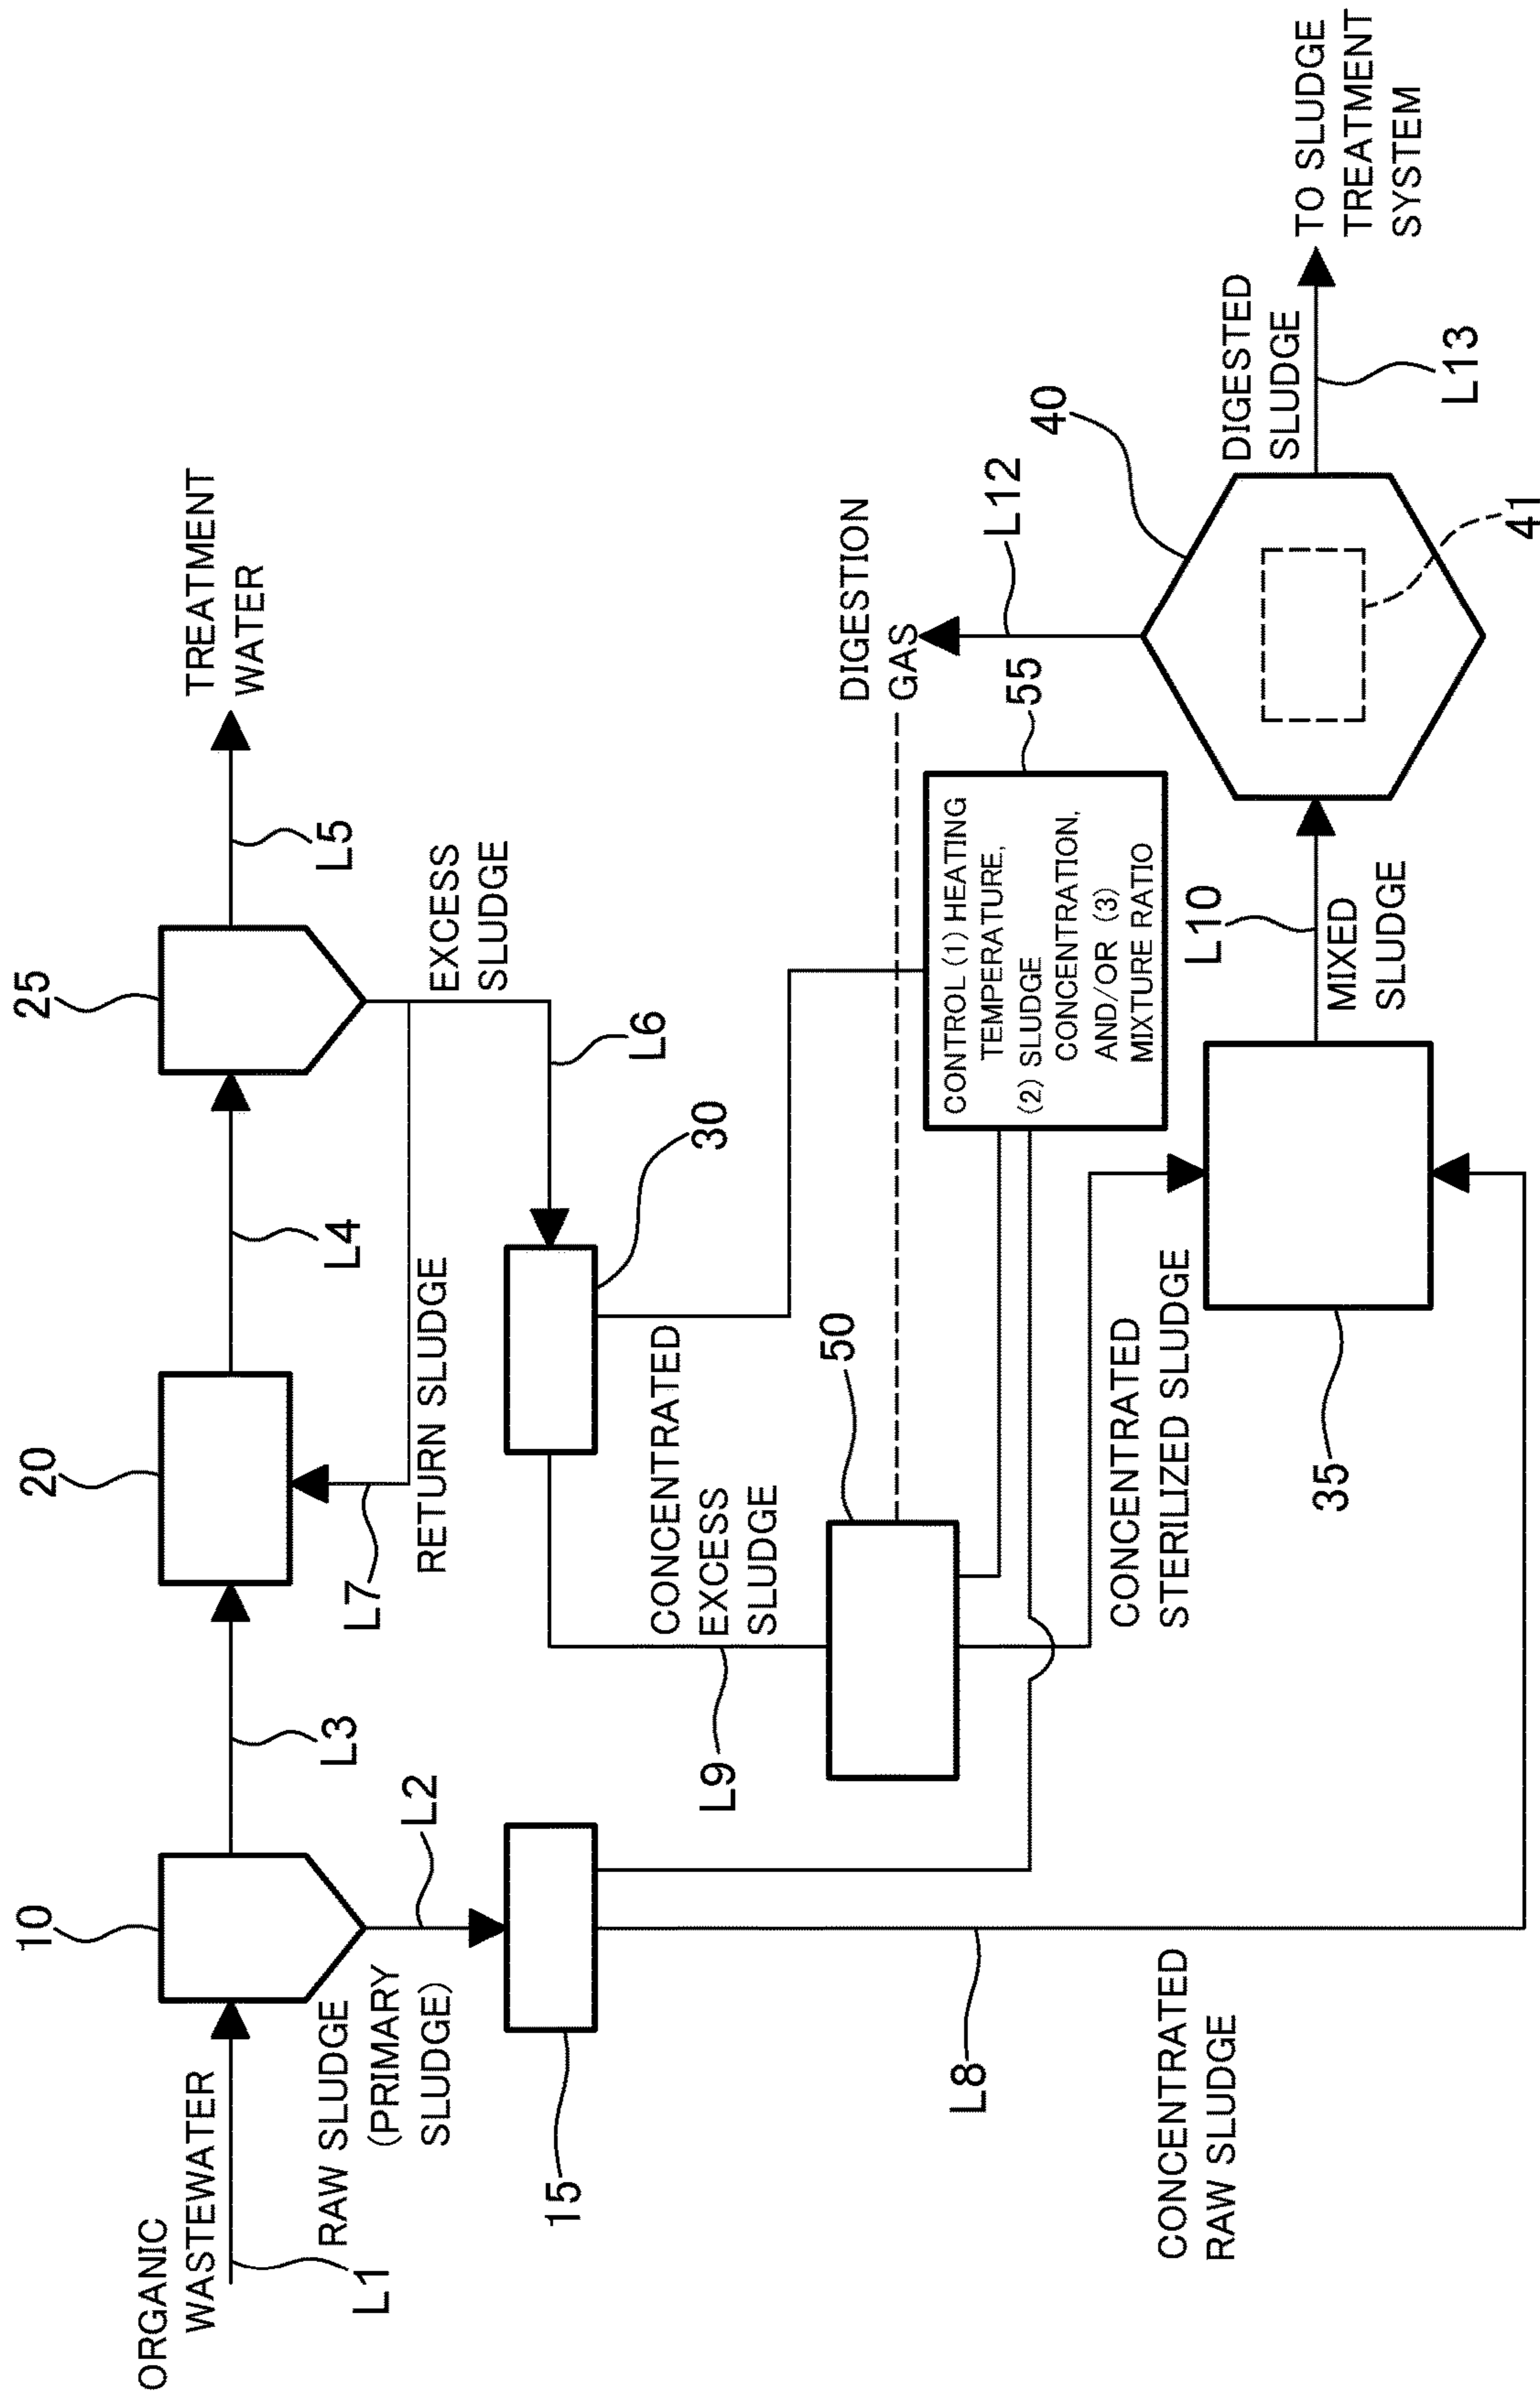 ORGANIC
WASTEWATER
L1
10
L3
20
L4
25
L5
TREATMENT
WATER
RAW SLUDGE
(PRIMARY
SLUDGE)
L2
L7
RETURN SLUDGE
EXCESS
SLUDGE
L6
15
30
CONCENTRATED
EXCESS
SLUDGE
L9
50
DIGESTION
GAS
L12
55
CONTROL (1) HEATING
TEMPERATURE,
(2) SLUDGE
CONCENTRATION,
AND/OR (3)
MIXTURE RATIO
40
L8
CONCENTRATED
RAW SLUDGE
CONCENTRATED
STERILIZED SLUDGE
35
L10
MIXED
SLUDGE
41
DIGESTED
SLUDGE
L13
TO SLUDGE
TREATMENT
SYSTEM